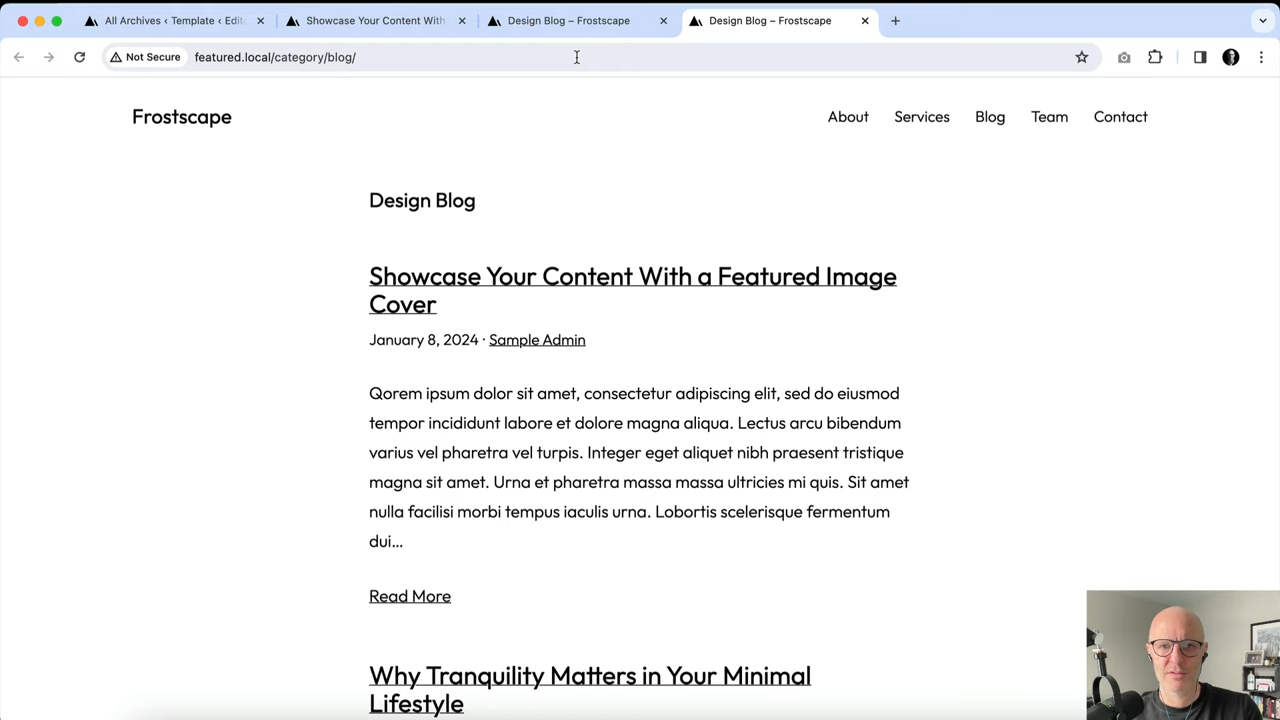 All Archives ‹ Template ‹ Edit
Showcase Your Content With
Design Blog – Frostscape
Design Blog – Frostscape
Not Secure
featured.local/category/blog/
Frostscape
About
Services
Blog
Team
Contact
Design Blog
Showcase Your Content With a Featured Image
Cover
January 8, 2024 · Sample Admin
Qorem ipsum dolor sit amet, consectetur adipiscing elit, sed do eiusmod
tempor incididunt labore et dolore magna aliqua. Lectus arcu bibendum
varius vel pharetra vel turpis. Integer eget aliquet nibh praesent tristique
magna sit amet. Urna et pharetra massa massa ultricies mi quis. Sit amet
nulla facilisi morbi tempus iaculis urna. Lobortis scelerisque fermentum
dui…
Read More
Why Tranquility Matters in Your Minimal
Lifestyle